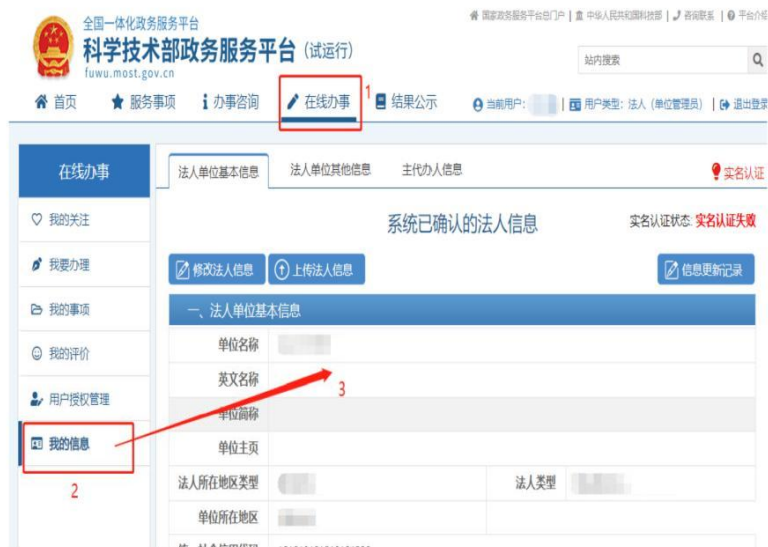 国家政务服务平台总门户 | 中华人民共和国科技部 | 咨询联系 | 平台介绍
全国一体化政务服务平台
科学技术部政务服务平台（试运行）
fuwu.most.gov.cn
站内搜索
首页 服务事项 办事咨询 在线办事 1 结果公示 当前用户: | 用户类型: 法人（单位管理员） | 退出登录
在线办事
法人单位基本信息 法人单位其他信息 主代办人信息 实名认证
我的关注
系统已确认的法人信息 实名认证状态: 实名认证失败
我要办理
修改法人信息 上传法人信息 信息更新记录
我的事项
一、法人单位基本信息
我的评价
单位名称
英文名称
3
用户授权管理
单位简称
我的信息
单位主页
2
法人所在地区类型 法人类型
单位所在地区